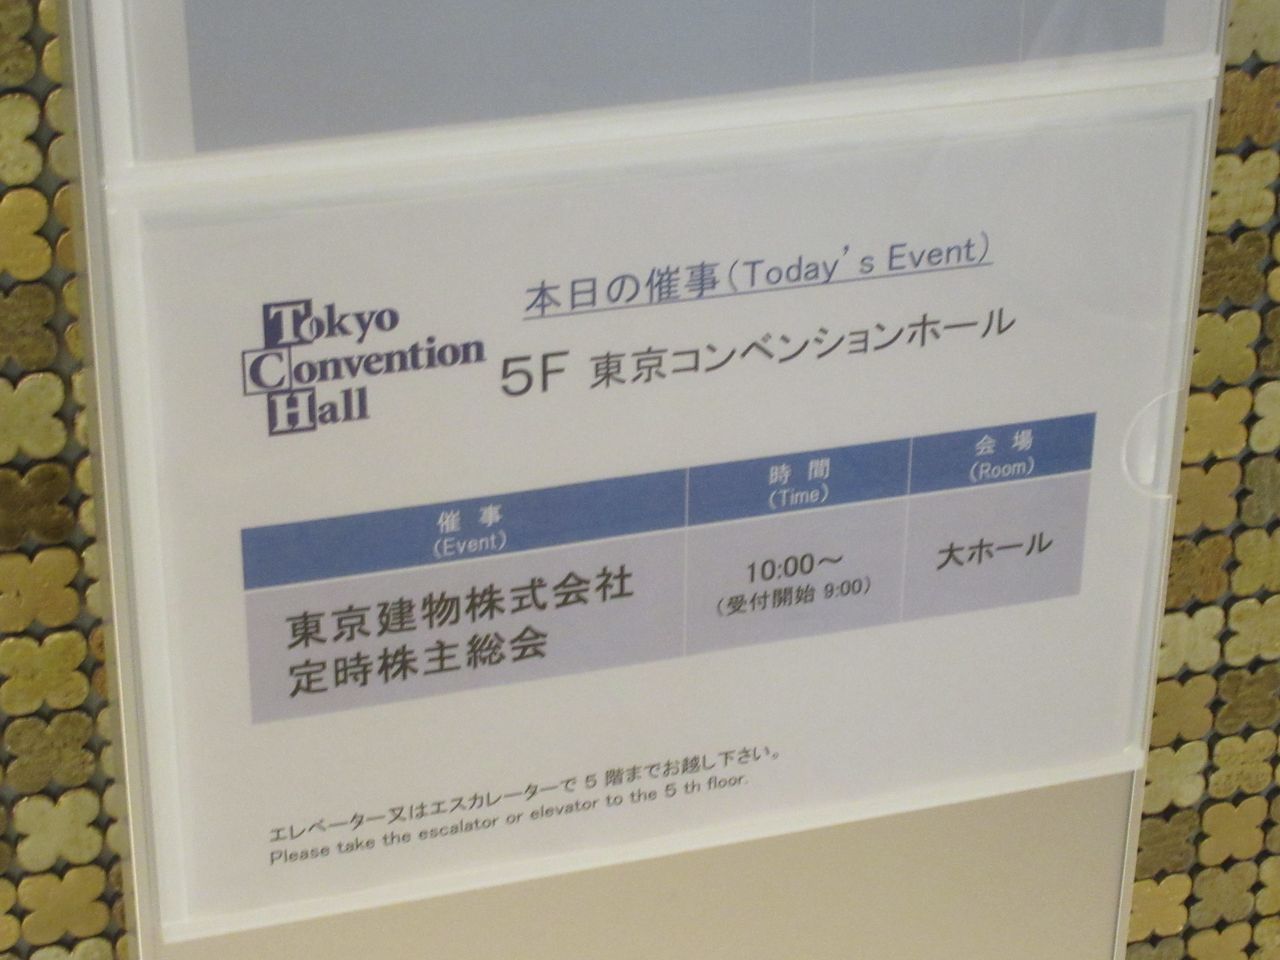 本日の催事(Today's Event)
Tokyo
Convention
Hall
5F 東京コンベンションホール
催 事
(Event)
時 間
(Time)
会 場
(Room)
東京建物株式会社
定時株主総会
10:00～
(受付開始 9:00)
大ホール
エレベーター又はエスカレーターで 5 階までお越し下さい。
Please take the escalator or elevator to the 5 th floor.